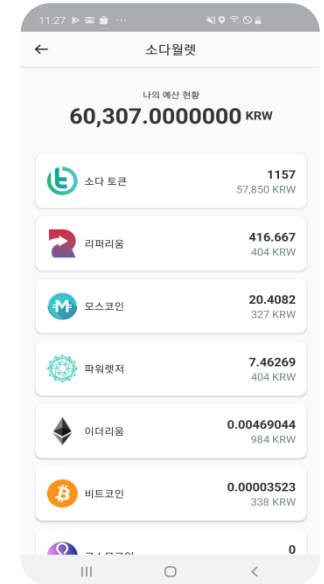 11:27
소다월렛
나의 예산 현황
60,307.0000000 KRW
소다 토큰
1157
57,850 KRW
리퍼리움
416.667
404 KRW
모스코인
20.4082
327 KRW
파워렛저
7.46269
404 KRW
이더리움
0.00469044
984 KRW
비트코인
0.00003523
338 KRW
0